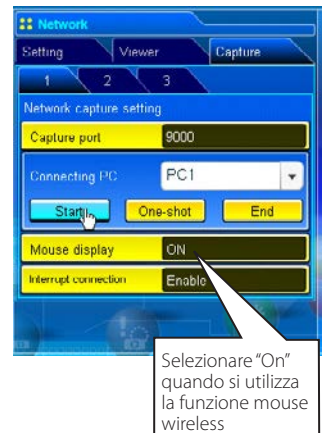 Network
Setting Viewer Capture
1 2 3
Network capture setting
Capture port 9000
Connecting PC PC1
Start One-shot End
Mouse display ON
Interrupt connection Enable
Selezionare "On"
quando si utilizza
la funzione mouse
wireless